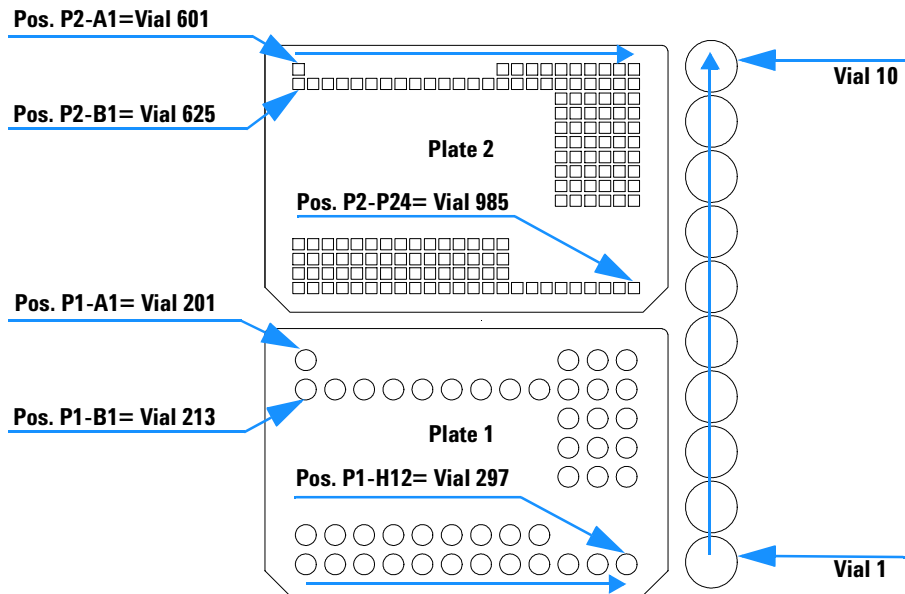 Pos. P2-A1=Vial 601
Vial 10
Pos. P2-B1= Vial 625
Plate 2
Pos. P2-P24= Vial 985
Pos. P1-A1= Vial 201
Pos. P1-B1= Vial 213
Plate 1
Pos. P1-H12= Vial 297
Vial 1